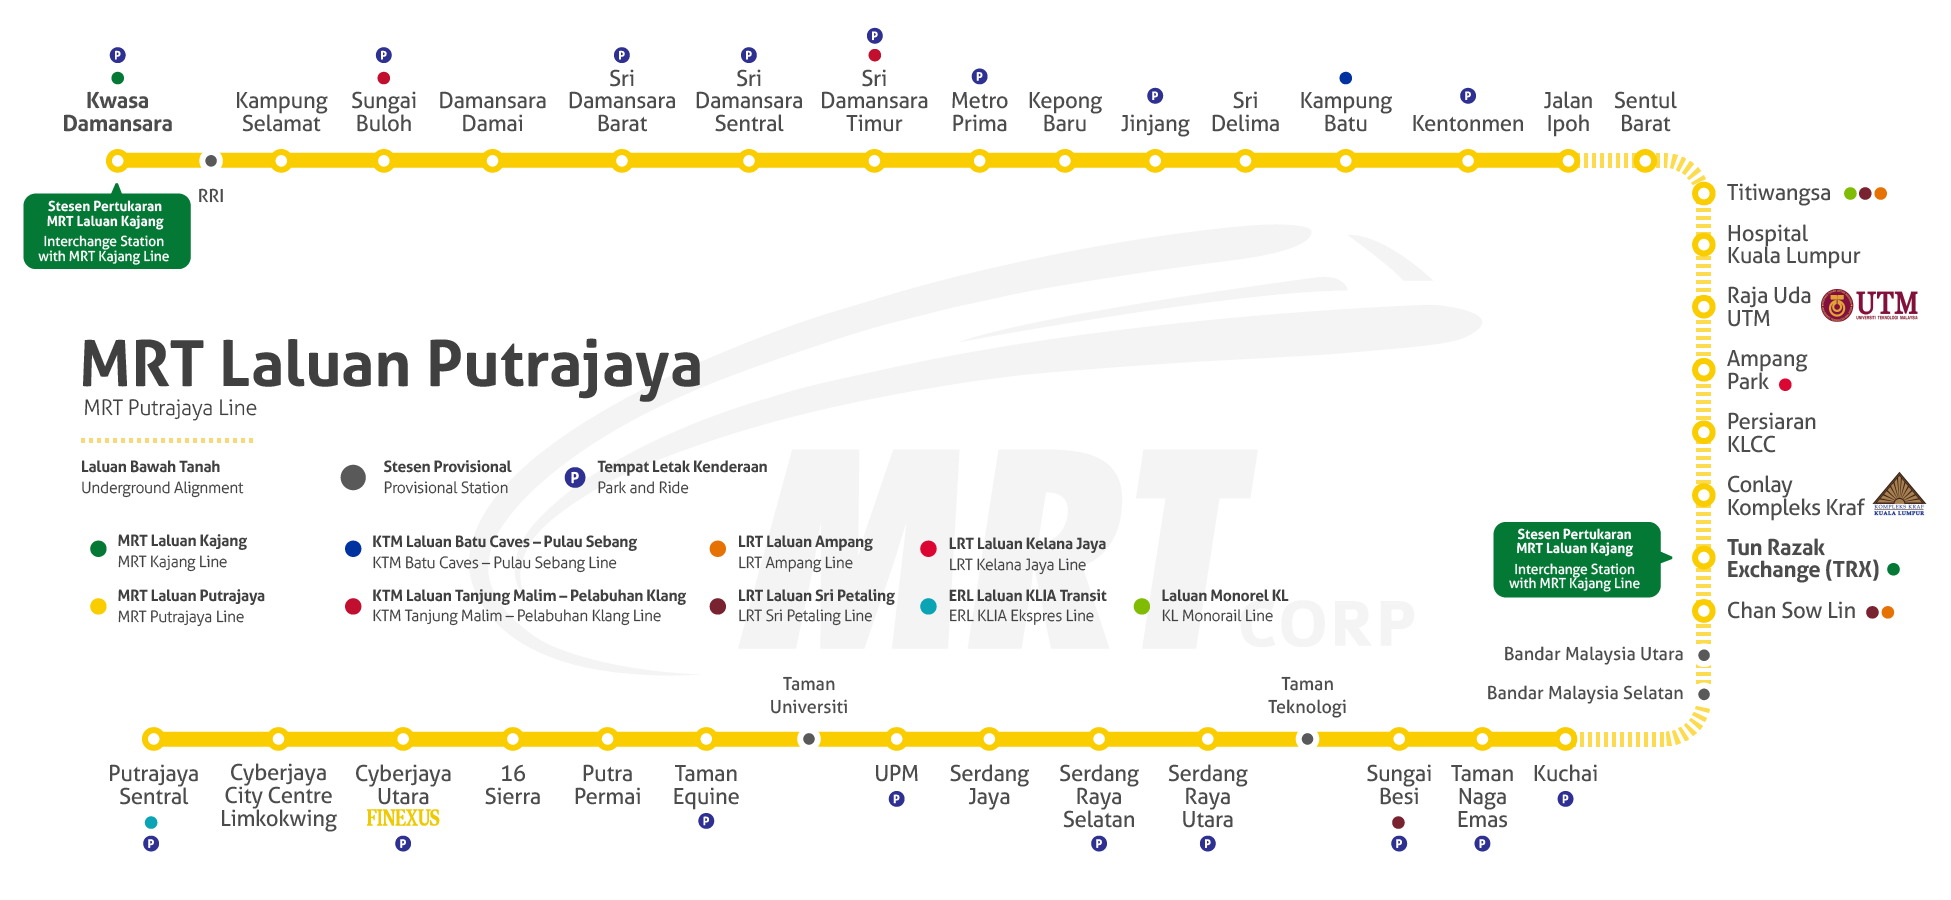 P
P
P
P
P
P
P
P
Kwasa
Damansara
Kampung
Selamat
Sungai
Buloh
Damansara
Damai
Sri
Damansara
Barat
Sri
Damansara
Sentral
Sri
Damansara
Timur
Metro
Prima
Kepong
Baru
Jinjang
Sri
Delima
Kampung
Batu
Kentonmen
Jalan
Ipoh
Sentul
Barat
RRI
Stesen Pertukaran
MRT Laluan Kajang
Interchange Station
with MRT Kajang Line
Titiwangsa
Hospital
Kuala Lumpur
Raja Uda
UTM
UTM
UNIVERSITI TEKNOLOGI MALAYSIA
Ampang
Park
Persiaran
KLCC
Conlay
Kompleks Kraf
KOMPLEKS KRAF
KUALA LUMPUR
Stesen Pertukaran
MRT Laluan Kajang
Interchange Station
with MRT Kajang Line
Tun Razak
Exchange (TRX)
Chan Sow Lin
Bandar Malaysia Utara
Bandar Malaysia Selatan
MRT Laluan Putrajaya
MRT Putrajaya Line
Laluan Bawah Tanah
Underground Alignment
Stesen Provisional
Provisional Station
P
Tempat Letak Kenderaan
Park and Ride
MRT Laluan Kajang
MRT Kajang Line
KTM Laluan Batu Caves – Pulau Sebang
KTM Batu Caves – Pulau Sebang Line
LRT Laluan Ampang
LRT Ampang Line
LRT Laluan Kelana Jaya
LRT Kelana Jaya Line
MRT Laluan Putrajaya
MRT Putrajaya Line
KTM Laluan Tanjung Malim – Pelabuhan Klang
KTM Tanjung Malim – Pelabuhan Klang Line
LRT Laluan Sri Petaling
LRT Sri Petaling Line
ERL Laluan KLIA Transit
ERL KLIA Ekspres Line
Laluan Monorel KL
KL Monorail Line
MRT
CORP
Taman
Universiti
Taman
Teknologi
Putrajaya
Sentral
P
Cyberjaya
City Centre
Limkokwing
Cyberjaya
Utara
FINEXUS
P
16
Sierra
Putra
Permai
Taman
Equine
P
UPM
P
Serdang
Jaya
Serdang
Raya
Selatan
P
Serdang
Raya
Utara
P
Sungai
Besi
P
Taman
Naga
Emas
P
Kuchai
P